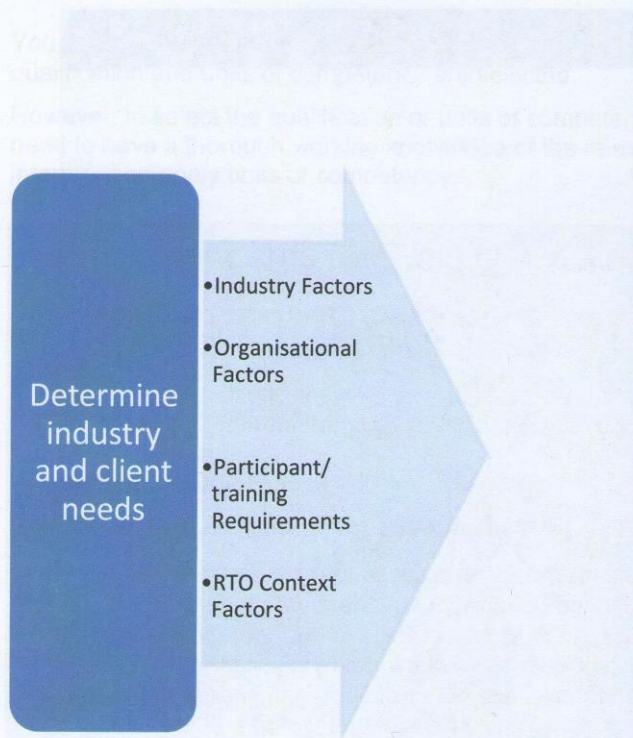 Determine
industry
and client
needs
•Industry Factors
•Organisational
Factors
•Participant/
training
Requirements
•RTO Context
Factors